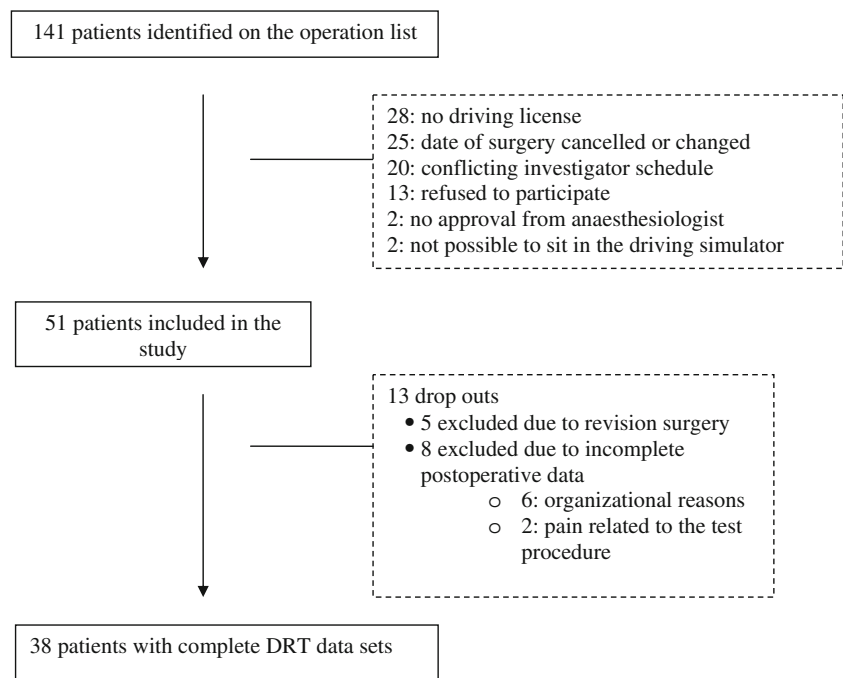 141 patients identified on the operation list
28: no driving license
25: date of surgery cancelled or changed
20: conflicting investigator schedule
13: refused to participate
2: no approval from anaesthesiologist
2: not possible to sit in the driving simulator
51 patients included in the
study
13 drop outs
• 5 excluded due to revision surgery
• 8 excluded due to incomplete
postoperative data
o 6: organizational reasons
o 2: pain related to the test
procedure
38 patients with complete DRT data sets